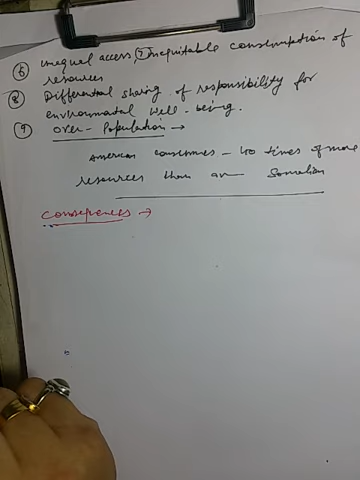 ⑥ unequal access, ⑦ Inequitable consumption of
resources
⑧ Differential sharing of responsibility for
environmental well-being.
⑨ Over-Population →
American consumes - 40 times of more
resources than an Somalian
Consequences →